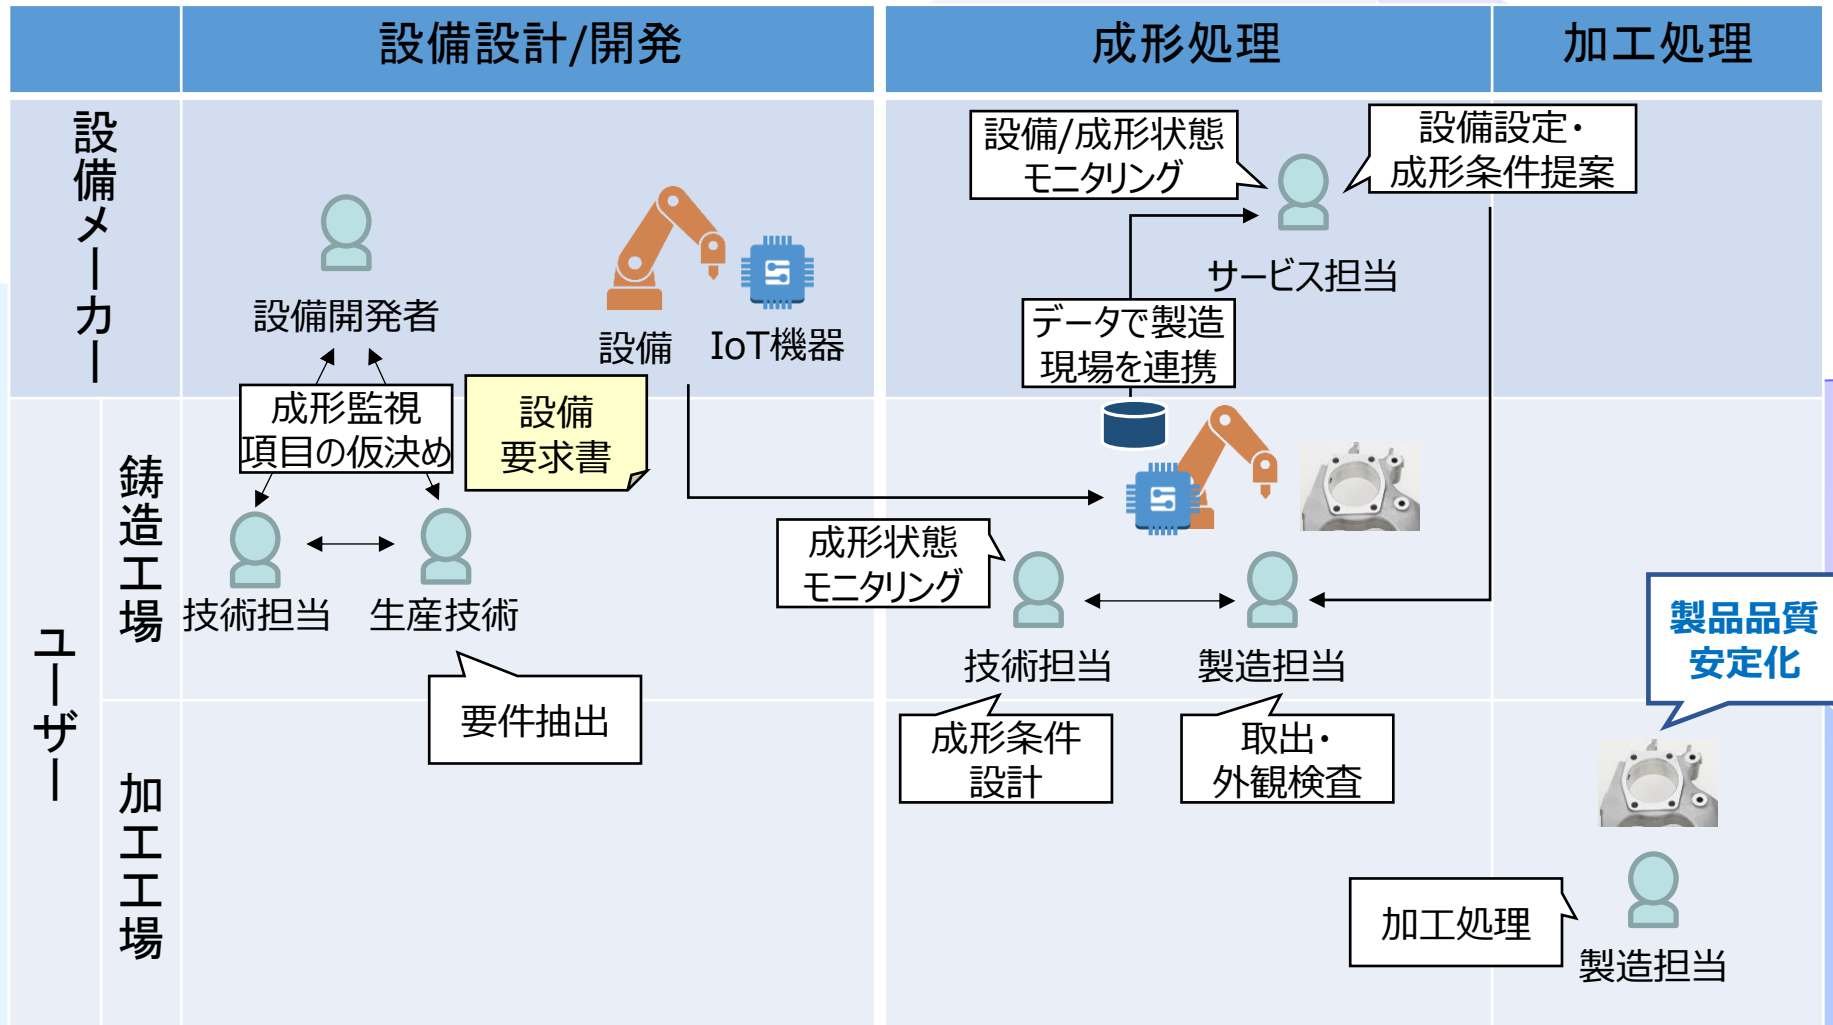 設備設計/開発
成形処理
加工処理
設備メーカー
ユーザー
鋳造工場
加工工場
設備開発者
設備
IoT機器
成形監視
項目の仮決め
設備
要求書
技術担当
生産技術
要件抽出
設備/成形状態
モニタリング
設備設定・
成形条件提案
サービス担当
データで製造
現場を連携
成形状態
モニタリング
技術担当
製造担当
成形条件
設計
取出・
外観検査
製品品質
安定化
加工処理
製造担当